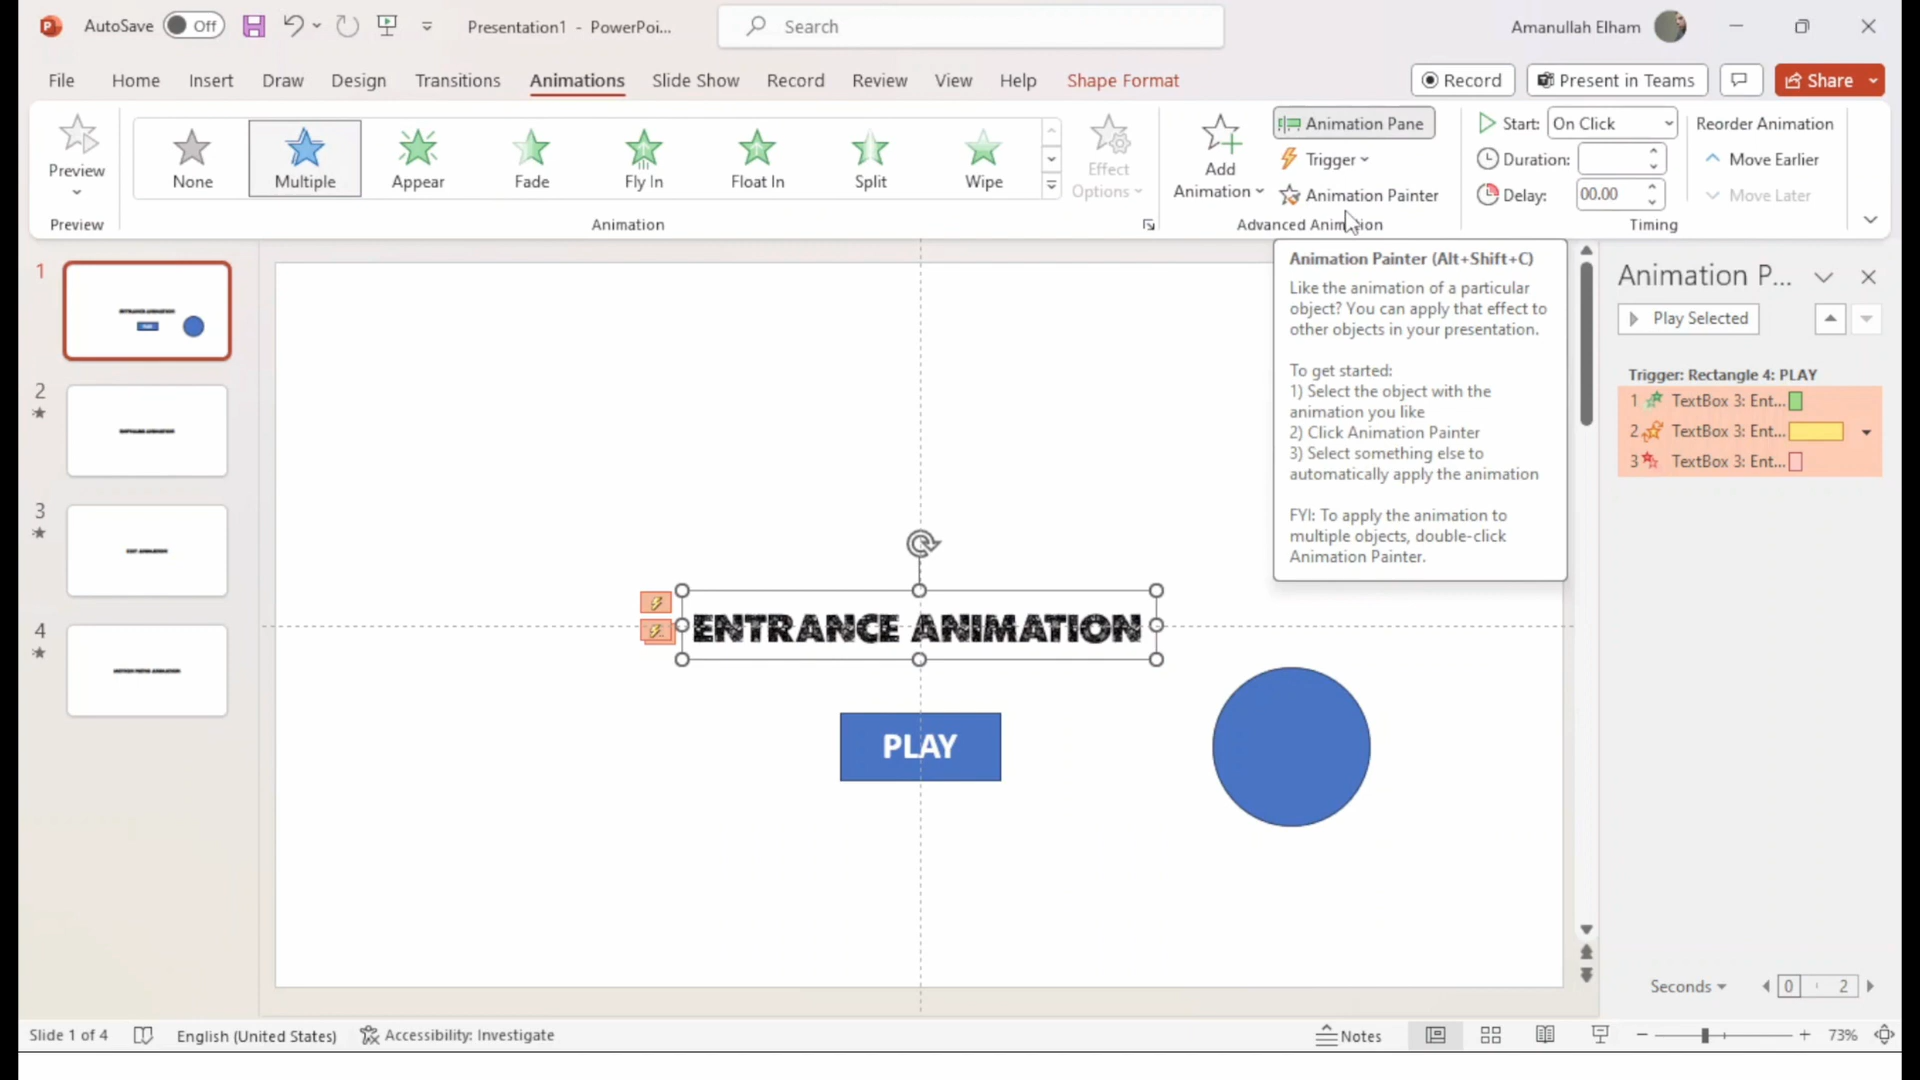 AutoSave Off Presentation1 - PowerPoi... Search Amanullah Elham
File Home Insert Draw Design Transitions Animations Slide Show Record Review View Help Shape Format Record Present in Teams Share
Preview None Multiple Appear Fade Fly In Float In Split Wipe Effect Options Add Animation
Animation Pane
Trigger
Animation Painter
Start: On Click
Duration:
Delay: 00.00
Reorder Animation
Move Earlier
Move Later
Preview Animation Advanced Animation Timing
Animation Painter (Alt+Shift+C)
Like the animation of a particular
object? You can apply that effect to
other objects in your presentation.
To get started:
1) Select the object with the
animation you like
2) Click Animation Painter
3) Select something else to
automatically apply the animation
FYI: To apply the animation to
multiple objects, double-click
Animation Painter.
Animation P...
Play Selected
Trigger: Rectangle 4: PLAY
1 TextBox 3: Ent...
2 TextBox 3: Ent...
3 TextBox 3: Ent...
1
ENTRANCE ANIMATION
PLAY
2
3
EXIT ANIMATION
4
MOTION PATHS ANIMATION
ENTRANCE ANIMATION
PLAY
Seconds 0 2
Slide 1 of 4 English (United States) Accessibility: Investigate Notes 73%